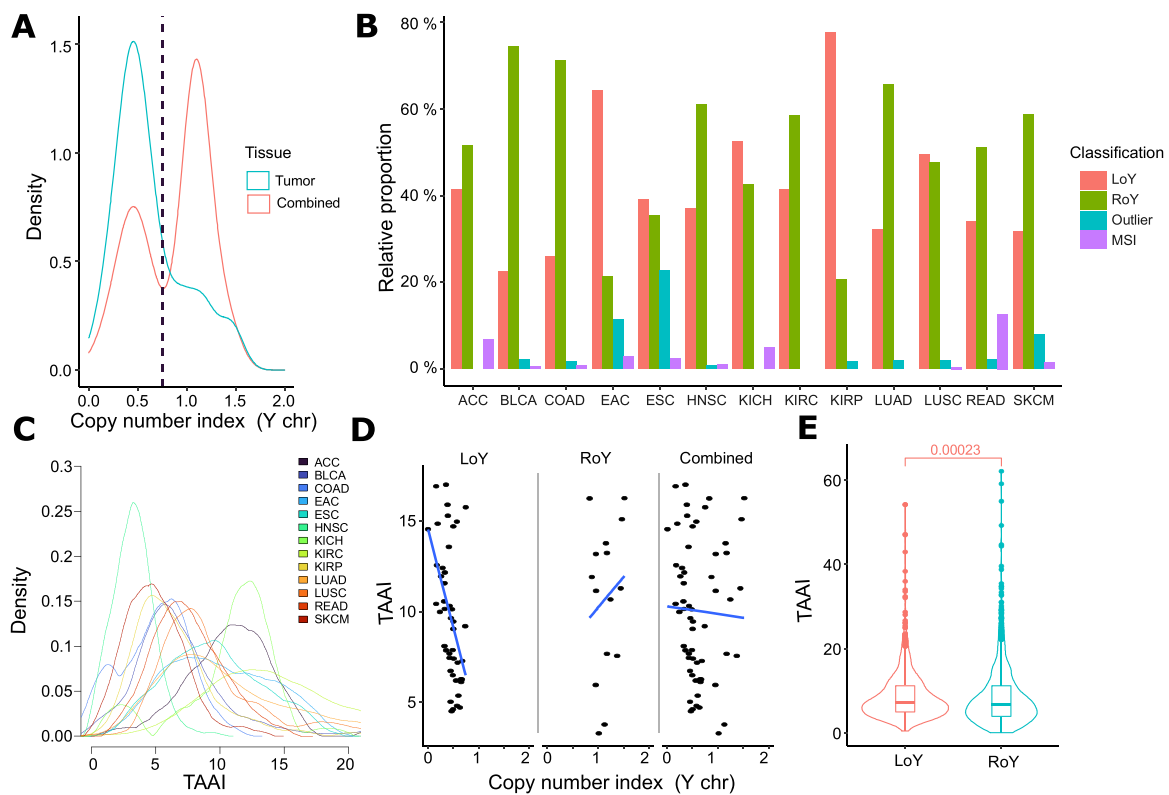 A
1.5
1.0
0.5
0.0
Density
0.0 0.5 1.0 1.5 2.0
Copy number index (Y chr)
Tissue
Tumor
Combined
B
80 %
60 %
40 %
20 %
0 %
Relative proportion
ACC BLCA COAD EAC ESC HNSC KICH KIRC KIRP LUAD LUSC READ SKCM
Classification
LoY
RoY
Outlier
MSI
C
0.3
0.25
0.2
0.15
0.1
0.05
0.00
Density
0 5 10 15 20
TAAI
ACC
BLCA
COAD
EAC
ESC
HNSC
KICH
KIRC
KIRP
LUAD
LUSC
READ
SKCM
D
LoY RoY Combined
15
10
5
TAAI
0 1 2 0 1 2 0 1 2
Copy number index (Y chr)
E
0.00023
60
40
20
0
TAAI
LoY RoY